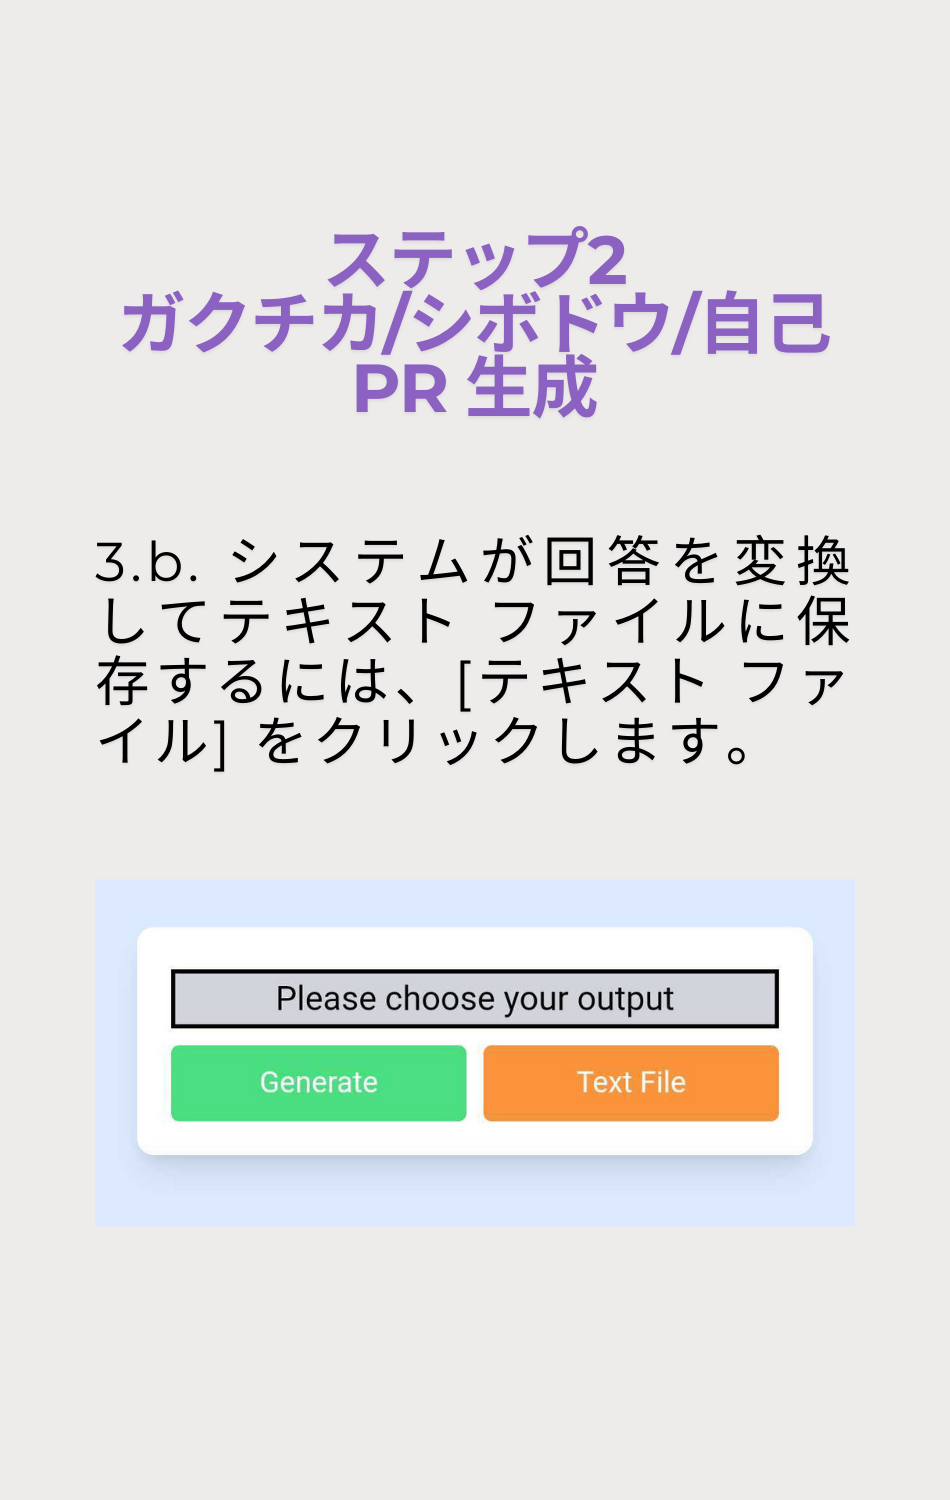 ステップ2
ガクチカ/シボドウ/自己
PR 生成
3.b. システムが回答を変換
してテキスト ファイルに保
存するには、[テキスト ファ
イル] をクリックします。
Please choose your output
Generate
Text File